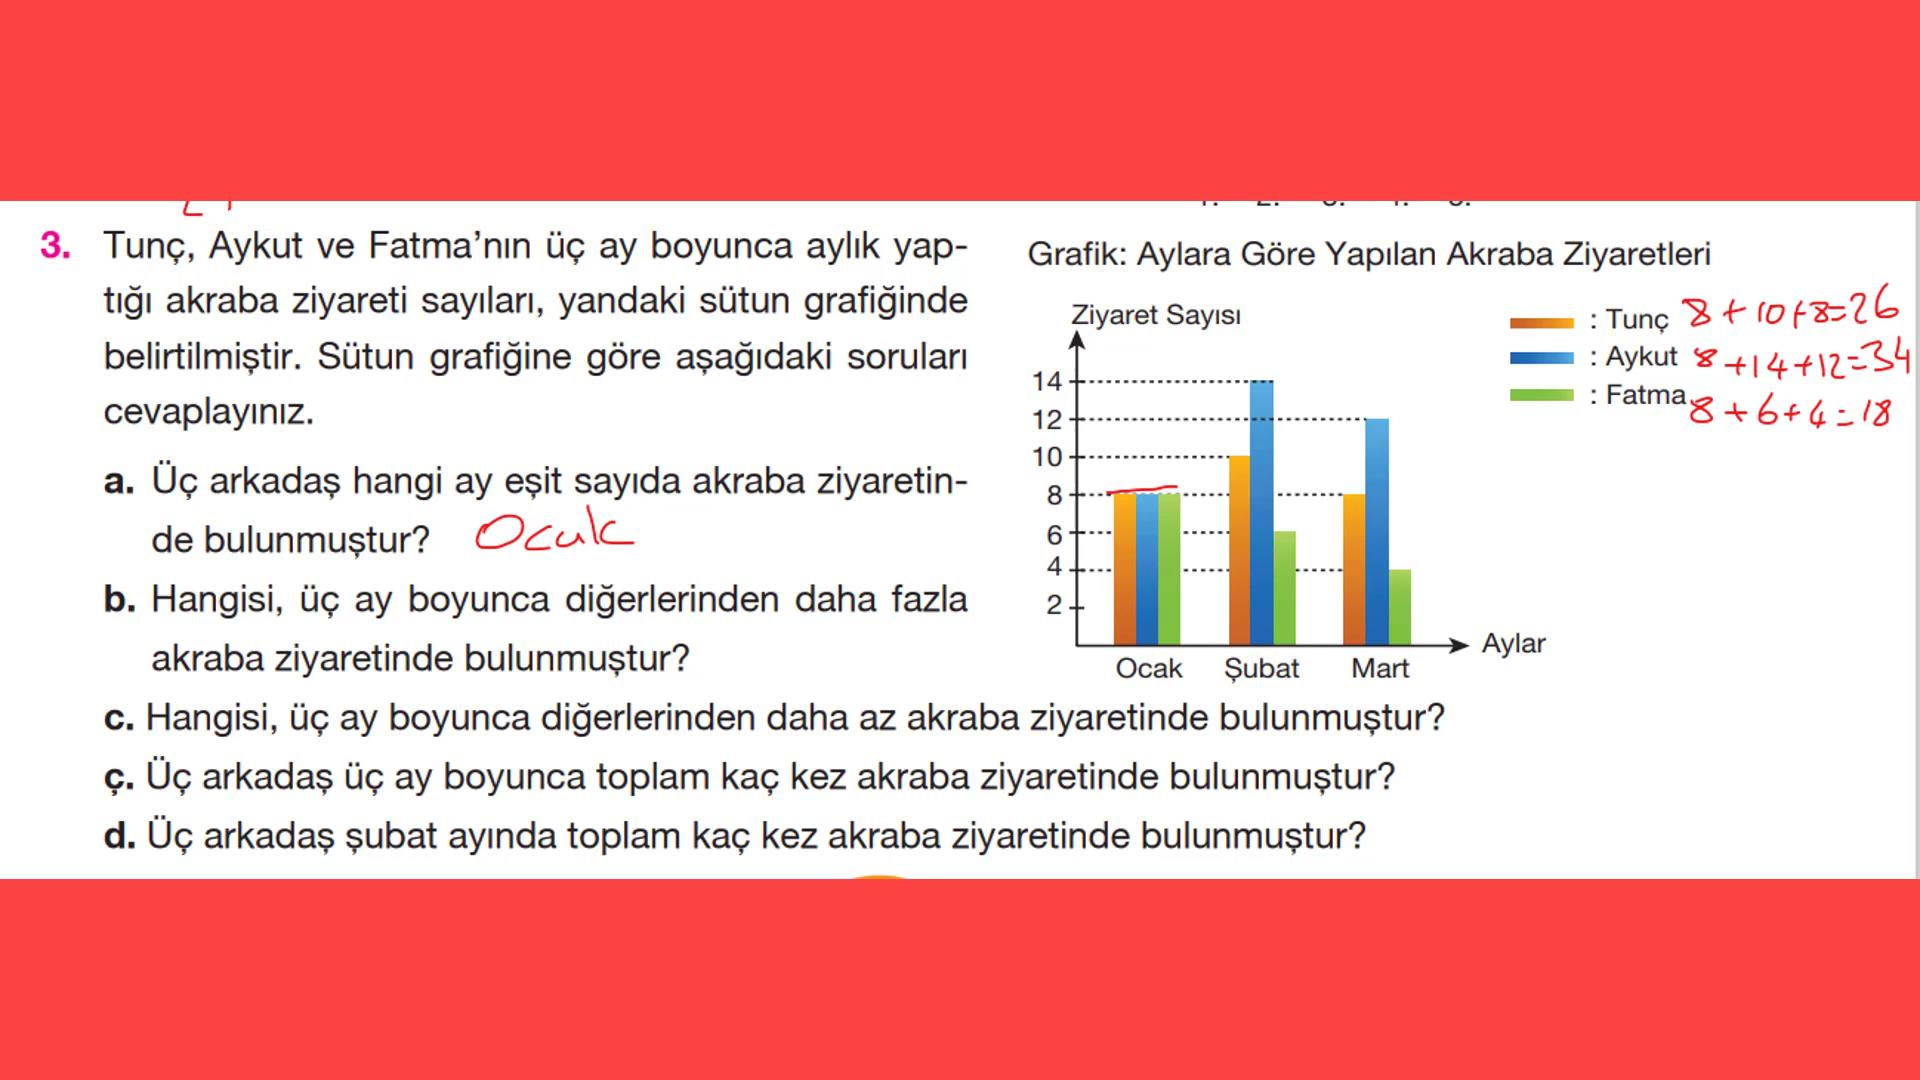 3. Tunç, Aykut ve Fatma’nın üç ay boyunca aylık yap-
tığı akraba ziyareti sayıları, yandaki sütun grafiğinde
belirtilmiştir. Sütun grafiğine göre aşağıdaki soruları
cevaplayınız.
a. Üç arkadaş hangi ay eşit sayıda akraba ziyaretin-
de bulunmuştur? Ocak
b. Hangisi, üç ay boyunca diğerlerinden daha fazla
akraba ziyaretinde bulunmuştur?
Grafik: Aylara Göre Yapılan Akraba Ziyaretleri
Ziyaret Sayısı
: Tunç 8+10+8=26
: Aykut 8+14+12=34
: Fatma 8+6+4=18
14
12
10
8
6
4
2
Aylar
Ocak Şubat Mart
c. Hangisi, üç ay boyunca diğerlerinden daha az akraba ziyaretinde bulunmuştur?
ç. Üç arkadaş üç ay boyunca toplam kaç kez akraba ziyaretinde bulunmuştur?
d. Üç arkadaş şubat ayında toplam kaç kez akraba ziyaretinde bulunmuştur?